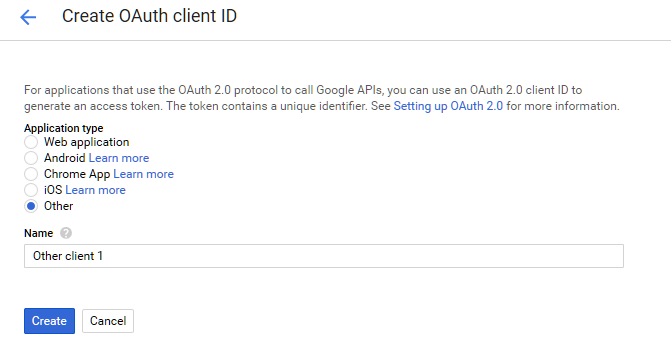 Create OAuth client ID
For applications that use the OAuth 2.0 protocol to call Google APIs, you can use an OAuth 2.0 client ID to
generate an access token. The token contains a unique identifier. See Setting up OAuth 2.0 for more information.
Application type
Web application
Android Learn more
Chrome App Learn more
iOS Learn more
Other
Name ?
Other client 1
Create Cancel